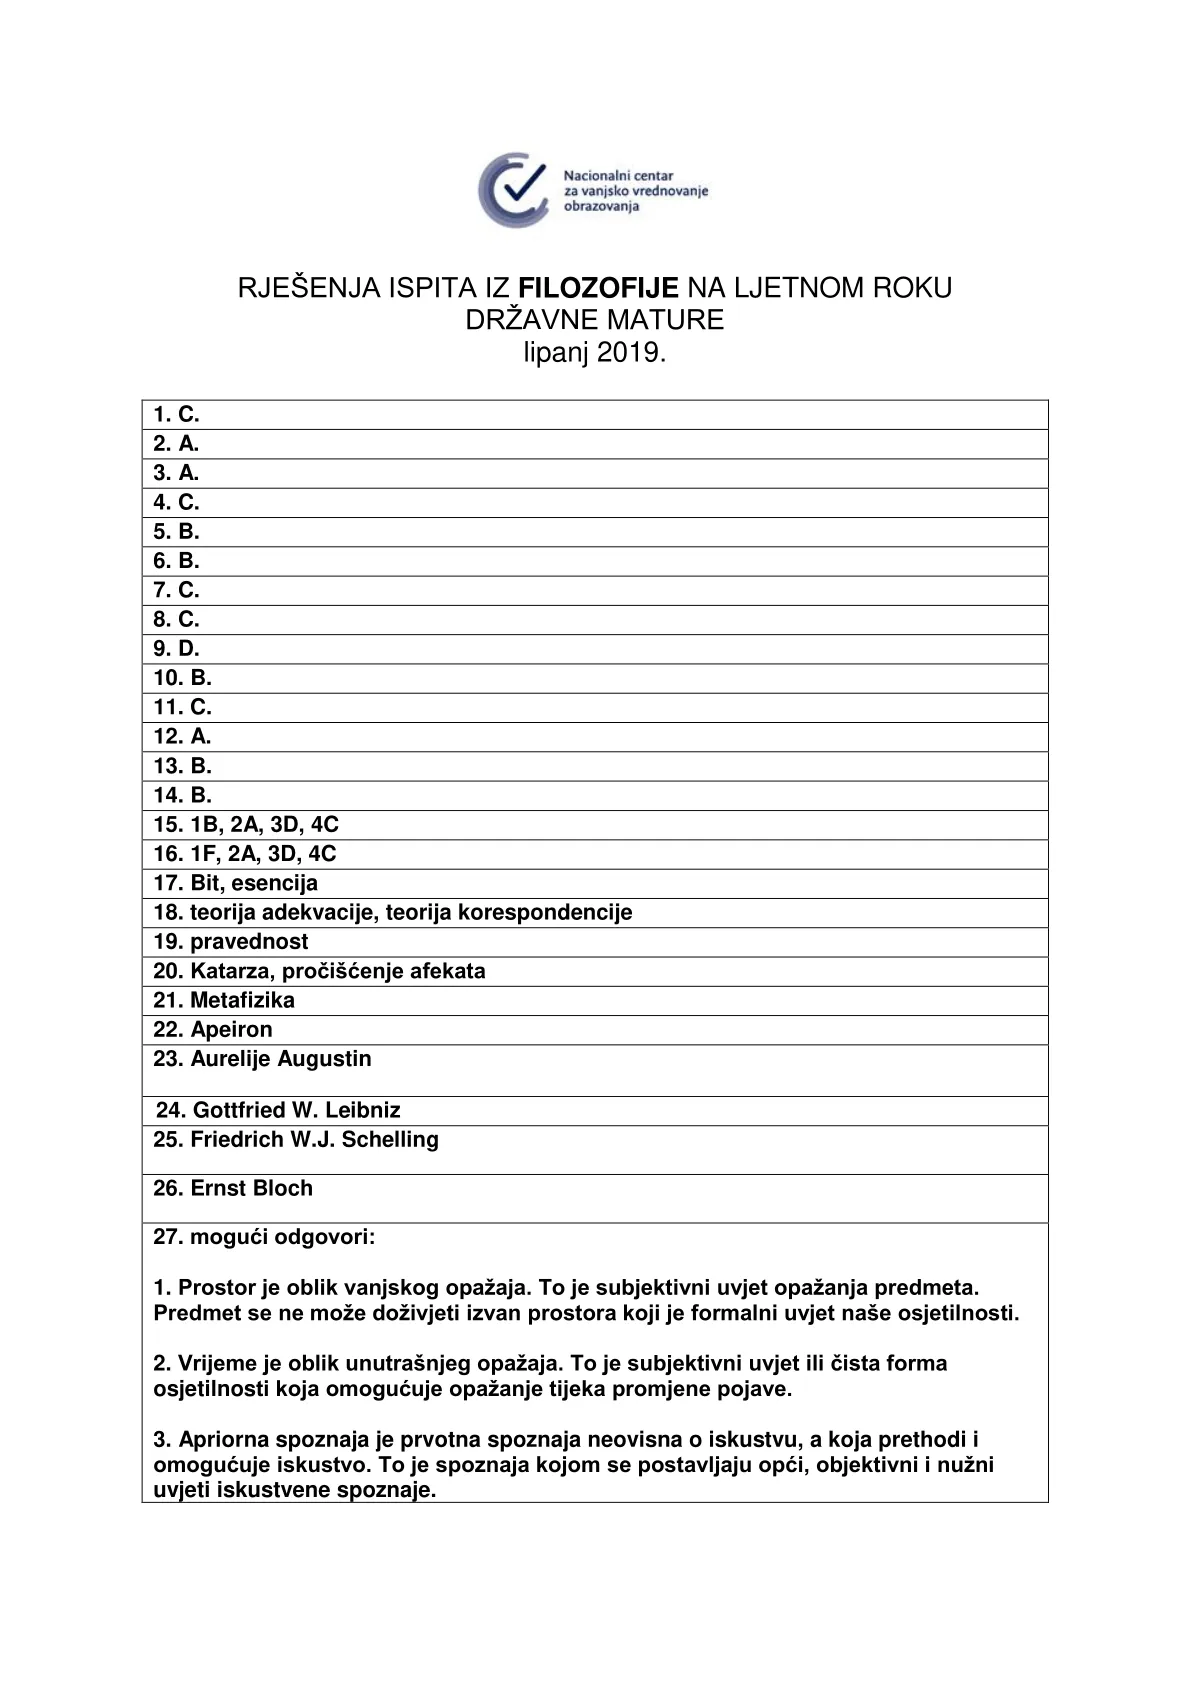 Nacionalni centar
za vanjsko vrednovanje
obrazovanja
RJEŠENJA ISPITA IZ FILOZOFIJE NA LJETNOM ROKU
DRŽAVNE MATURE
lipanj 2019.
1. C.
2. A.
3. A.
4. C.
5. B.
6. B.
7. C.
8. C.
9. D.
10. B.
11. C.
12. A.
13. B.
14. B.
15. 1B, 2A, 3D, 4C
16. 1F, 2A, 3D, 4C
17. Bit, esencija
18. teorija adekvacije, teorija korespondencije
19. pravednost
20. Katarza, pročišćenje afekata
21. Metafizika
22. Apeiron
23. Aurelije Augustin
24. Gottfried W. Leibniz
25. Friedrich W.J. Schelling
26. Ernst Bloch
27. mogući odgovori:
1. Prostor je oblik vanjskog opažaja. To je subjektivni uvjet opažanja predmeta.
Predmet se ne može doživjeti izvan prostora koji je formalni uvjet naše osjetilnosti.
2. Vrijeme je oblik unutrašnjeg opažaja. To je subjektivni uvjet ili čista forma
osjetilnosti koja omogućuje opažanje tijeka promjene pojave.
3. Apriorna spoznaja je prvotna spoznaja neovisna o iskustvu, a koja prethodi i
omogućuje iskustvo. To je spoznaja kojom se postavljaju opći, objektivni i nužni
uvjeti iskustvene spoznaje.